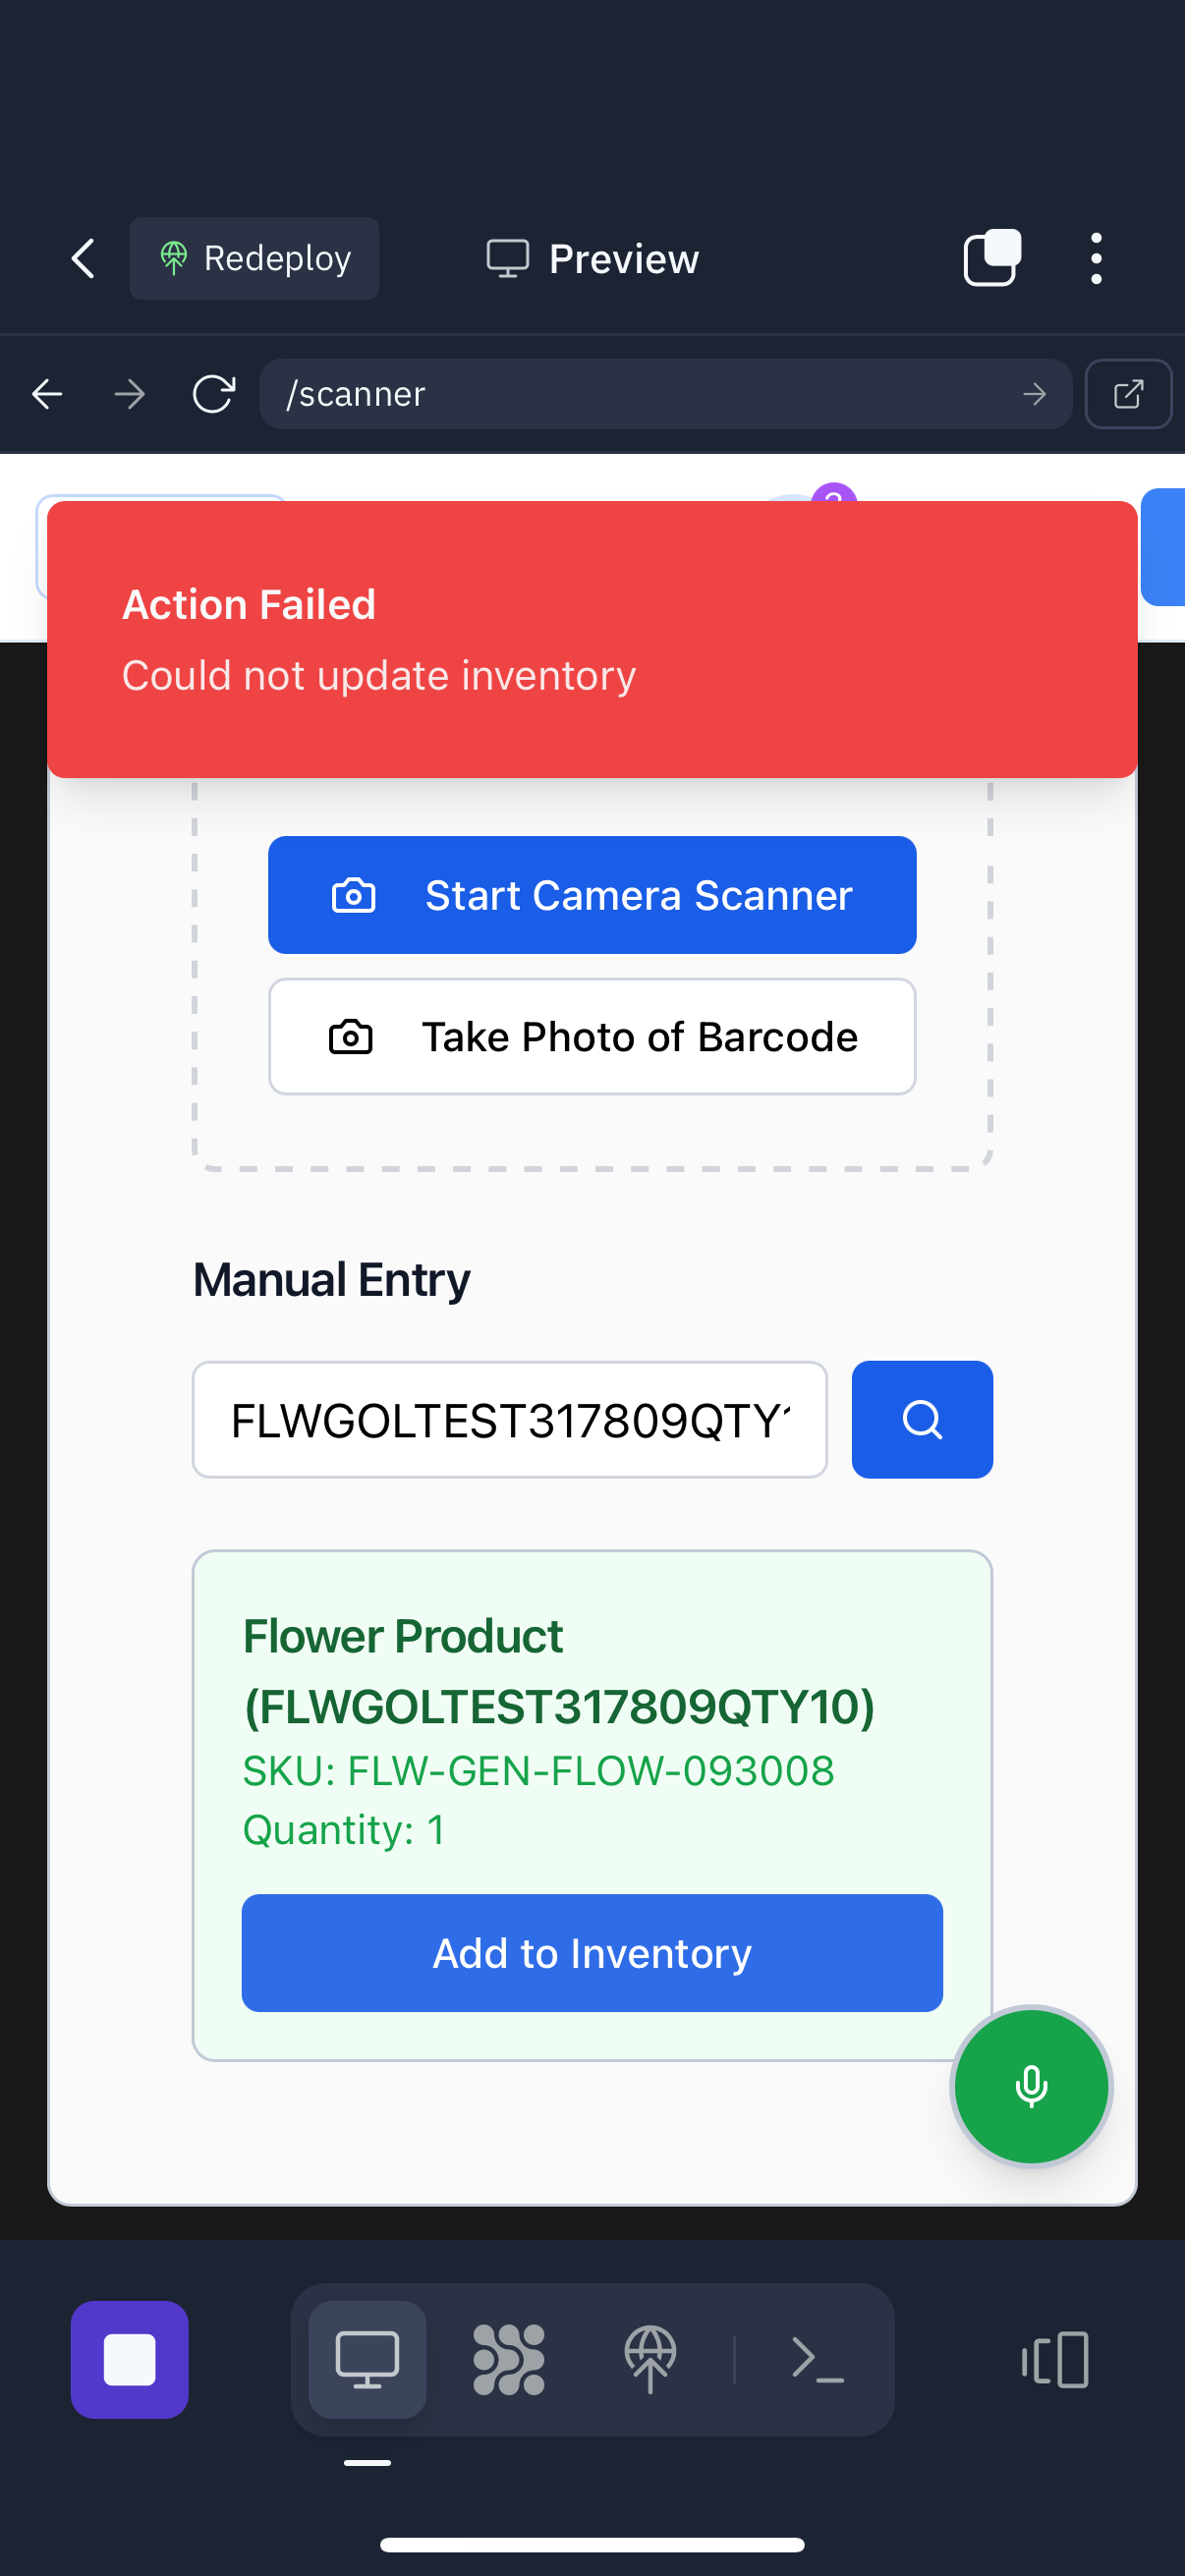 Redeploy
Preview
/scanner
Action Failed
Could not update inventory
Start Camera Scanner
Take Photo of Barcode
Manual Entry
FLWGOLTEST317809QTY
Flower Product
(FLWGOLTEST317809QTY10)
SKU: FLW-GEN-FLOW-093008
Quantity: 1
Add to Inventory